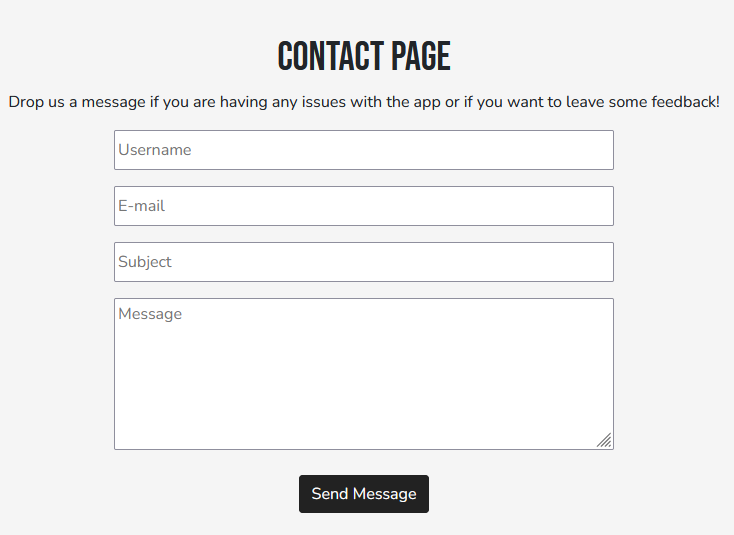 CONTACT PAGE
Drop us a message if you are having any issues with the app or if you want to leave some feedback!
Username
E-mail
Subject
Message
Send Message